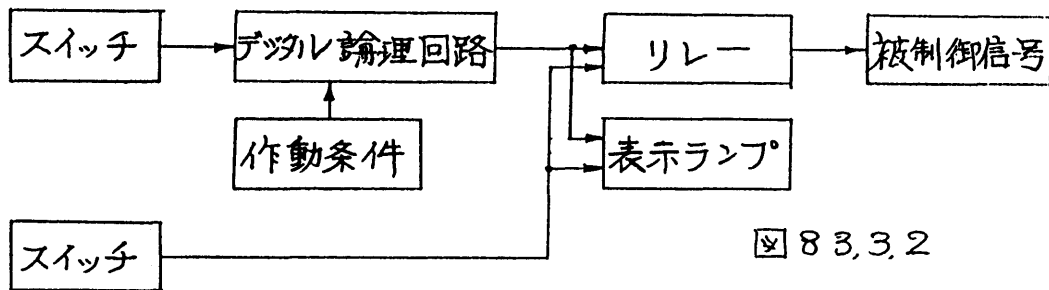 スイッチ
デジタル論理回路
リレー
被制御信号
作動条件
表示ランプ
スイッチ
図83,3,2